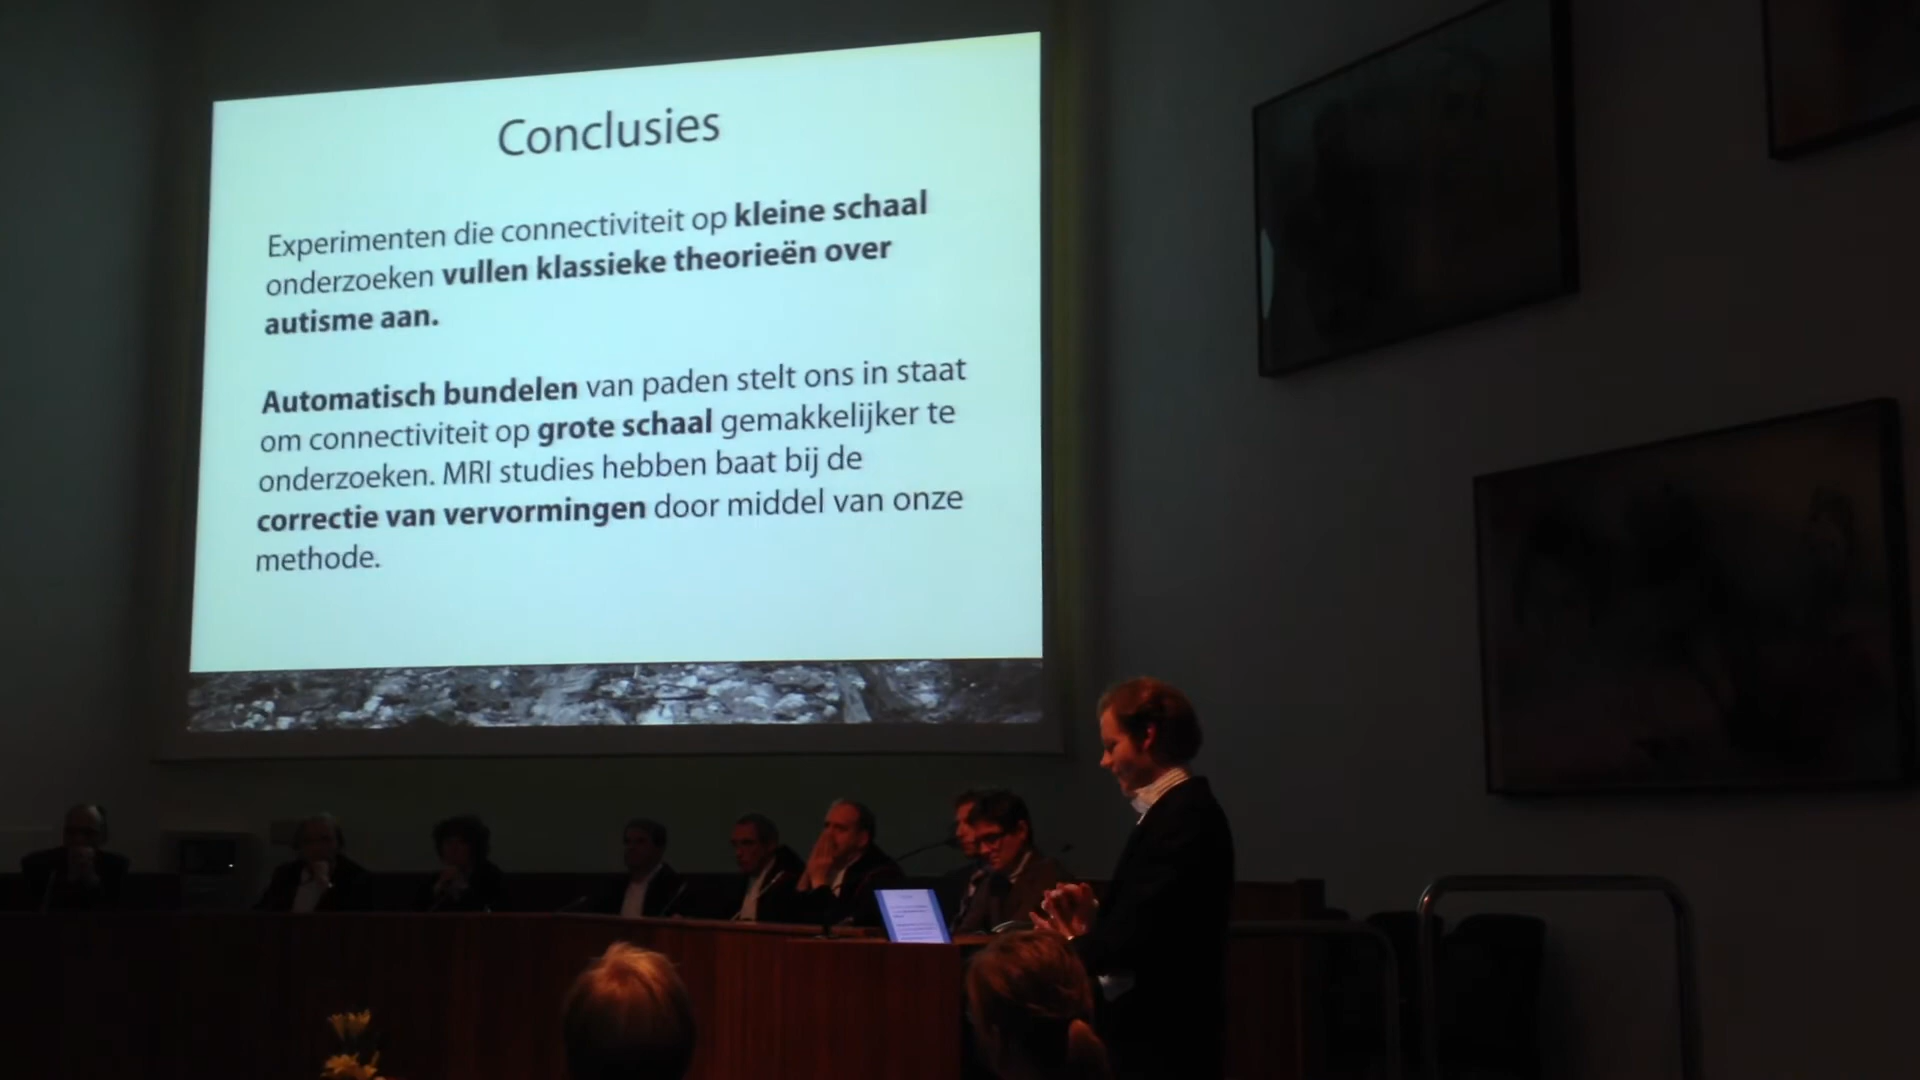 Conclusies
Experimenten die connectiviteit op kleine schaal
onderzoeken vullen klassieke theorieën over
autisme aan.
Automatisch bundelen van paden stelt ons in staat
om connectiviteit op grote schaal gemakkelijker te
onderzoeken. MRI studies hebben baat bij de
correctie van vervormingen door middel van onze
methode.